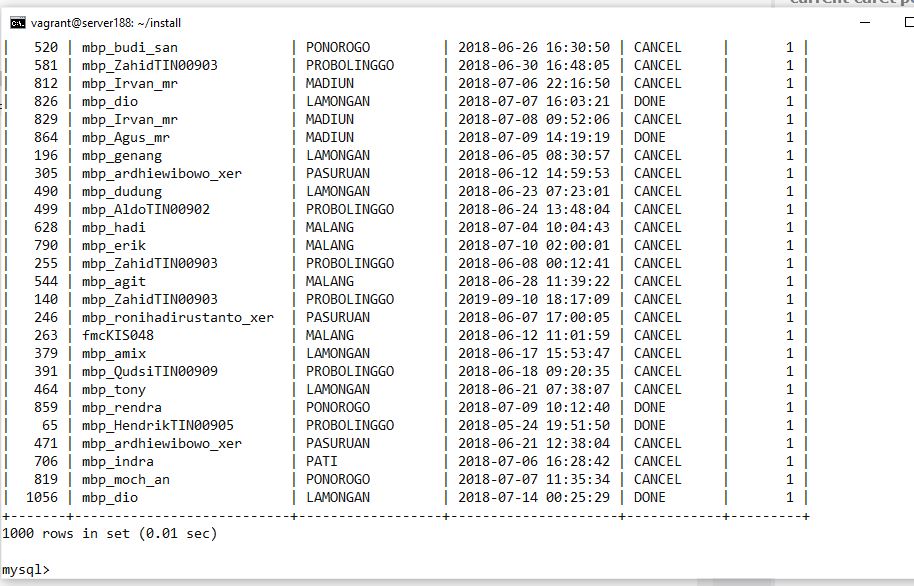 current caret po
vagrant@server188: ~/install
|   520 | mbp_budi_san              | PONOROGO        | 2018-06-26 16:30:50 | CANCEL     |       1 |
|   581 | mbp_ZahidTIN00903         | PROBOLINGGO     | 2018-06-30 16:48:05 | CANCEL     |       1 |
|   812 | mbp_Irvan_mr              | MADIUN          | 2018-07-06 22:16:50 | CANCEL     |       1 |
|   826 | mbp_dio                   | LAMONGAN        | 2018-07-07 16:03:21 | DONE       |       1 |
|   829 | mbp_Irvan_mr              | MADIUN          | 2018-07-08 09:52:06 | CANCEL     |       1 |
|   864 | mbp_Agus_mr               | MADIUN          | 2018-07-09 14:19:19 | DONE       |       1 |
|   196 | mbp_genang                | LAMONGAN        | 2018-06-05 08:30:57 | CANCEL     |       1 |
|   305 | mbp_ardhiewibowo_xer      | PASURUAN        | 2018-06-12 14:59:53 | CANCEL     |       1 |
|   490 | mbp_dudung                | LAMONGAN        | 2018-06-23 07:23:01 | CANCEL     |       1 |
|   499 | mbp_AldoTIN00902          | PROBOLINGGO     | 2018-06-24 13:48:04 | CANCEL     |       1 |
|   628 | mbp_hadi                  | MALANG          | 2018-07-04 10:04:43 | CANCEL     |       1 |
|   790 | mbp_erik                  | MALANG          | 2018-07-10 02:00:01 | CANCEL     |       1 |
|   255 | mbp_ZahidTIN00903         | PROBOLINGGO     | 2018-06-08 00:12:41 | CANCEL     |       1 |
|   544 | mbp_agit                  | MALANG          | 2018-06-28 11:39:22 | CANCEL     |       1 |
|   140 | mbp_ZahidTIN00903         | PROBOLINGGO     | 2019-09-10 18:17:09 | CANCEL     |       1 |
|   246 | mbp_ronihadirustanto_xer  | PASURUAN        | 2018-06-07 17:00:05 | CANCEL     |       1 |
|   263 | fmcKIS048                 | MALANG          | 2018-06-12 11:01:59 | CANCEL     |       1 |
|   379 | mbp_amix                  | LAMONGAN        | 2018-06-17 15:53:47 | CANCEL     |       1 |
|   391 | mbp_QudsiTIN00909         | PROBOLINGGO     | 2018-06-18 09:20:35 | CANCEL     |       1 |
|   464 | mbp_tony                  | LAMONGAN        | 2018-06-21 07:38:07 | CANCEL     |       1 |
|   859 | mbp_rendra                | PONOROGO        | 2018-07-09 10:12:40 | DONE       |       1 |
|    65 | mbp_HendrikTIN00905       | PROBOLINGGO     | 2018-05-24 19:51:50 | DONE       |       1 |
|   471 | mbp_ardhiewibowo_xer      | PASURUAN        | 2018-06-21 12:38:04 | CANCEL     |       1 |
|   706 | mbp_indra                 | PATI            | 2018-07-06 16:28:42 | CANCEL     |       1 |
|   819 | mbp_moch_an               | PONOROGO        | 2018-07-07 11:35:34 | CANCEL     |       1 |
|  1056 | mbp_dio                   | LAMONGAN        | 2018-07-14 00:25:29 | DONE       |       1 |
+-------+---------------------------+-----------------+---------------------+------------+---------+
1000 rows in set (0.01 sec)
mysql>